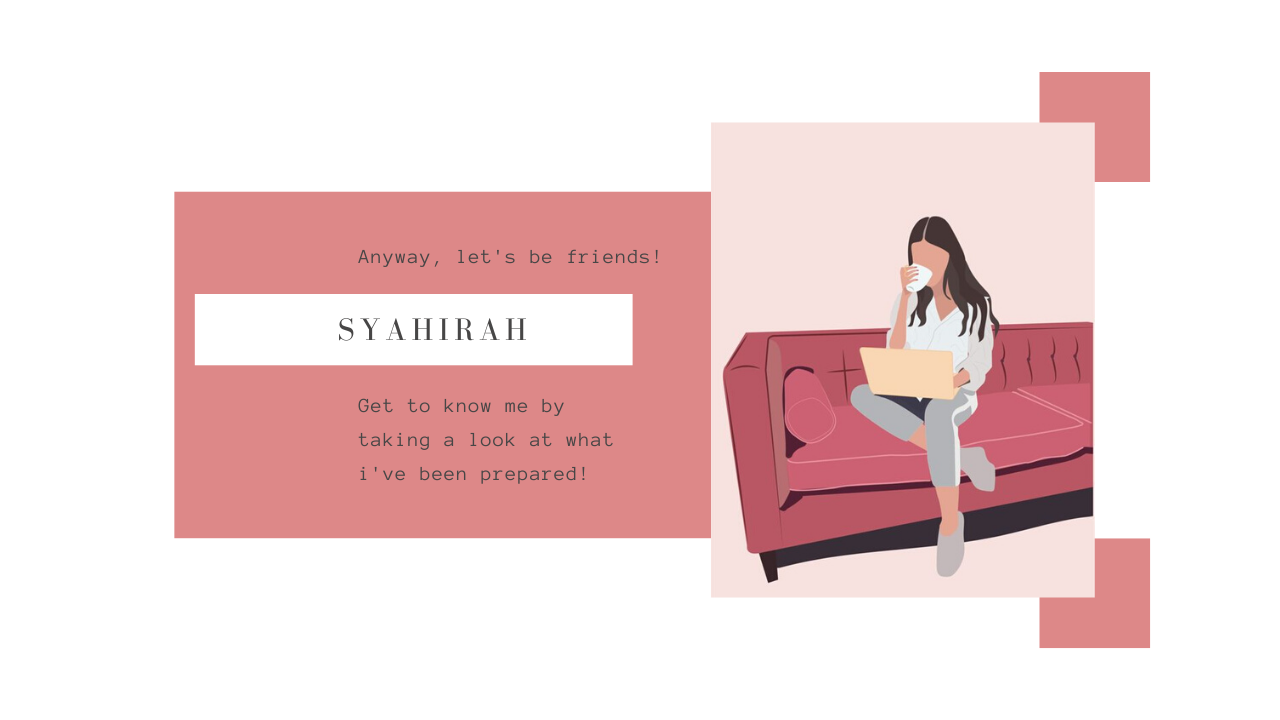 Anyway, let's be friends!
SYAHIRAH
Get to know me by
taking a look at what
i've been prepared!